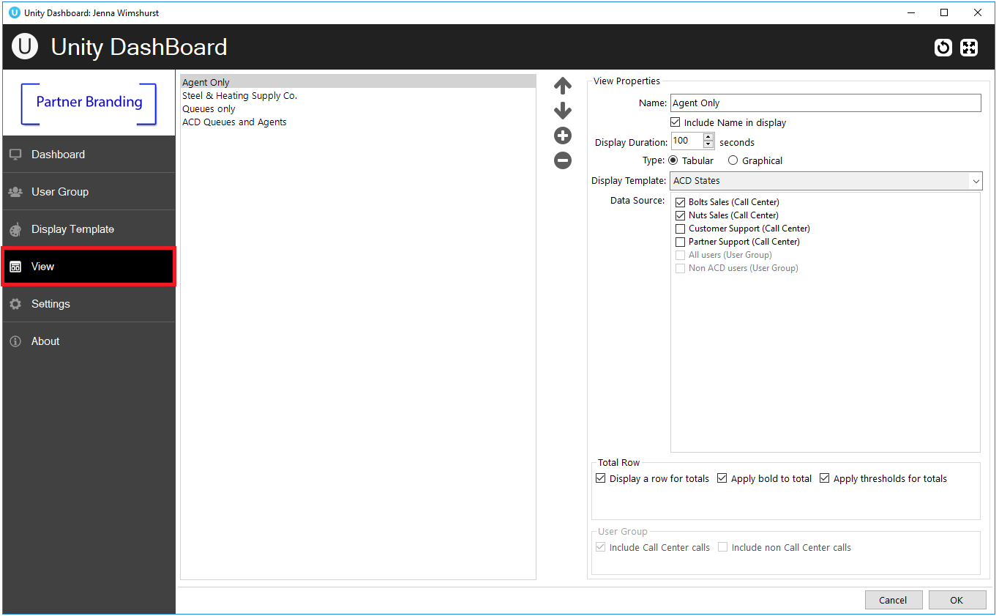 Unity Dashboard: Jenna Wimshurst
U Unity DashBoard
Partner Branding
Dashboard
User Group
Display Template
View
Settings
About
Agent Only
Steel & Heating Supply Co.
Queues only
ACD Queues and Agents
View Properties
Name: Agent Only
Include Name in display
Display Duration: 100 seconds
Type: Tabular Graphical
Display Template: ACD States
Data Source: Bolts Sales (Call Center)
Nuts Sales (Call Center)
Customer Support (Call Center)
Partner Support (Call Center)
All users (User Group)
Non ACD users (User Group)
Total Row
Display a row for totals Apply bold to total Apply thresholds for totals
User Group
Include Call Center calls Include non Call Center calls
Cancel OK